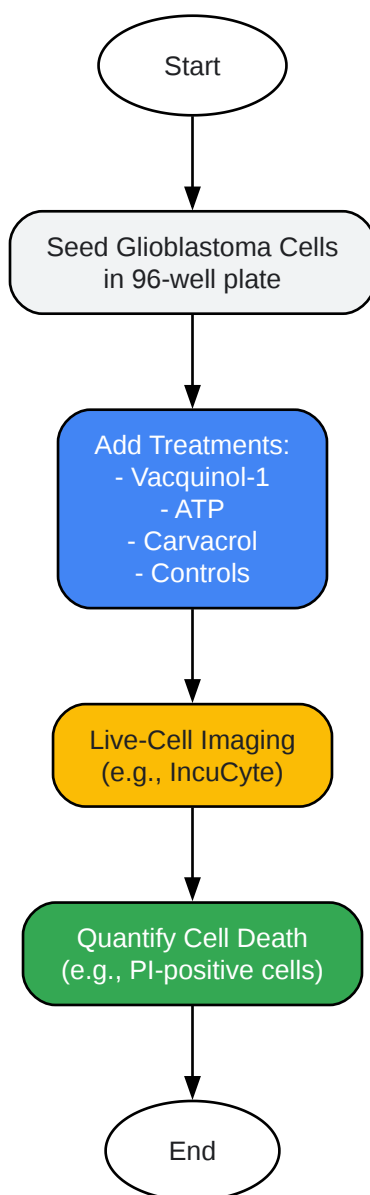 Start
Seed Glioblastoma Cells
in 96-well plate
Add Treatments:
- Vacquinol-1
- ATP
- Carvacrol
- Controls
Live-Cell Imaging
(e.g., IncuCyte)
Quantify Cell Death
(e.g., PI-positive cells)
End